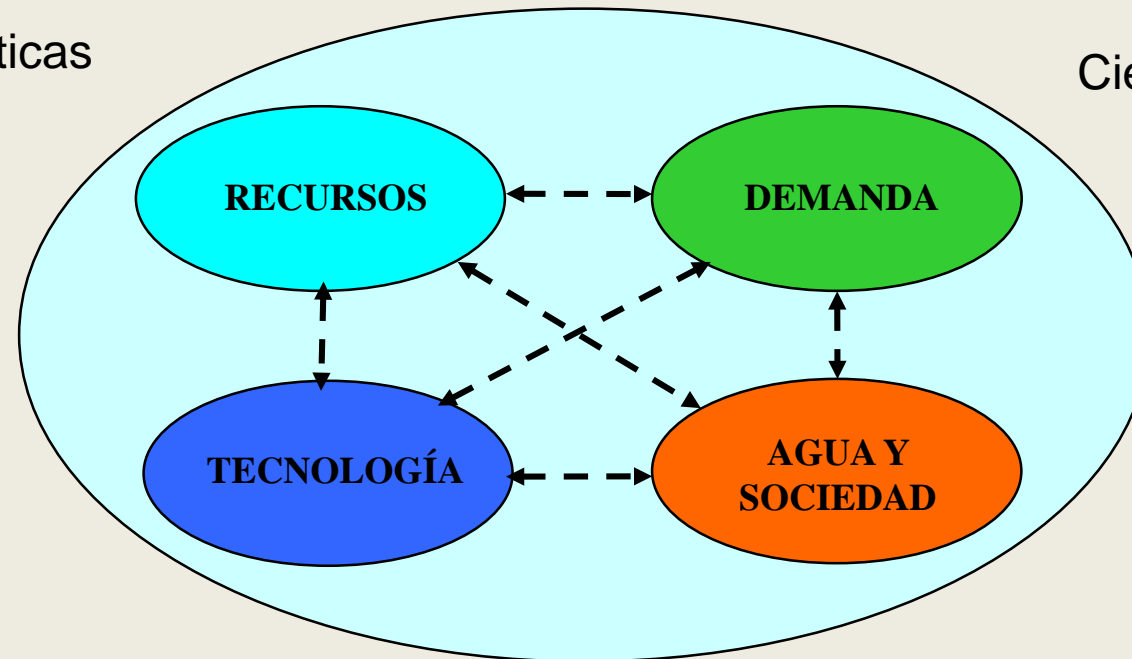 ticas
Cie
RECURSOS
DEMANDA
TECNOLOGÍA
AGUA Y
SOCIEDAD